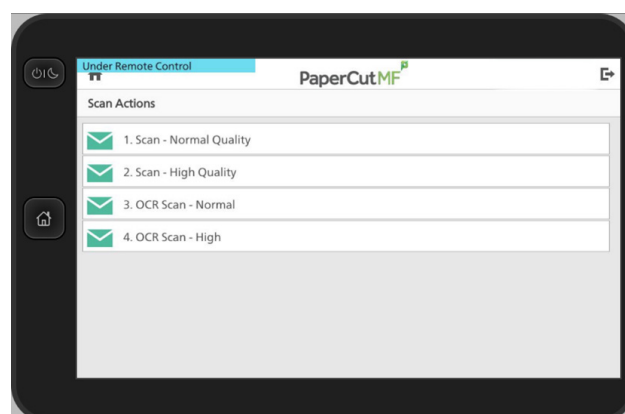 Under Remote Control
PaperCutMF
Scan Actions
1. Scan - Normal Quality
2. Scan - High Quality
3. OCR Scan - Normal
4. OCR Scan - High